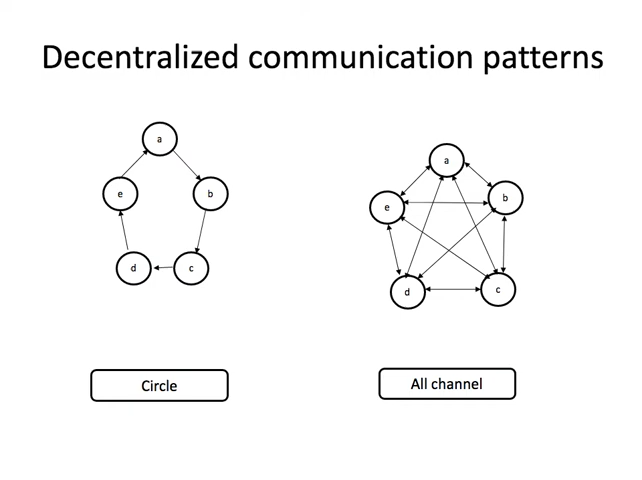 Decentralized communication patterns
a
e
b
d
c
Circle
a
e
b
d
c
All channel